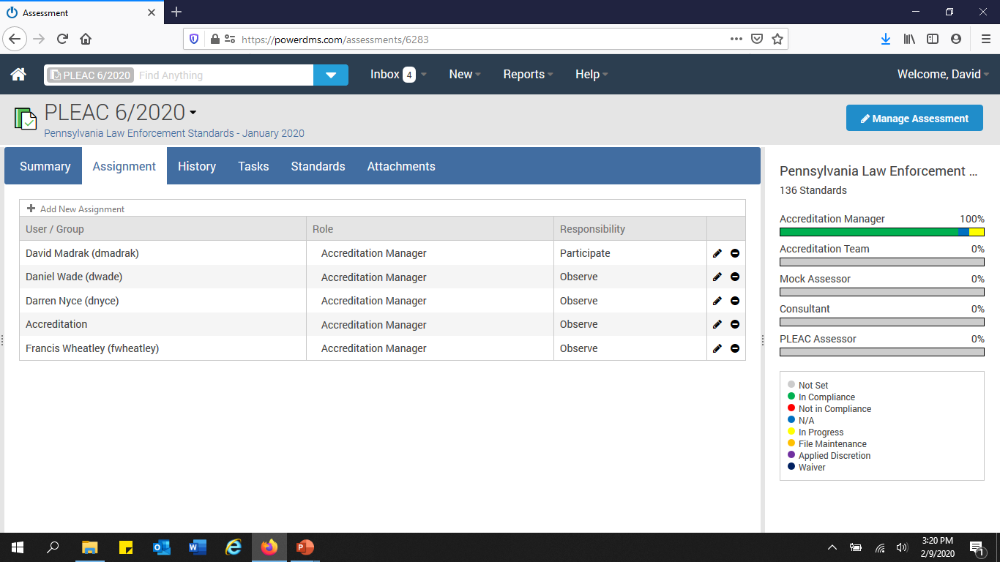 Assessment
https://powerdms.com/assessments/6283
PLEAC 6/2020 Find Anything Inbox 4 New Reports Help Welcome, David
PLEAC 6/2020
Pennsylvania Law Enforcement Standards - January 2020
Manage Assessment
Summary Assignment History Tasks Standards Attachments
Add New Assignment
User / Group Role Responsibility
David Madrak (dmadrak) Accreditation Manager Participate
Daniel Wade (dwade) Accreditation Manager Observe
Darren Nyce (dnyce) Accreditation Manager Observe
Accreditation Accreditation Manager Observe
Francis Wheatley (fwheatley) Accreditation Manager Observe
Pennsylvania Law Enforcement ...
136 Standards
Accreditation Manager 100%
Accreditation Team 0%
Mock Assessor 0%
Consultant 0%
PLEAC Assessor 0%
Not Set
In Compliance
Not in Compliance
N/A
In Progress
File Maintenance
Applied Discretion
Waiver
3:20 PM
2/9/2020
1